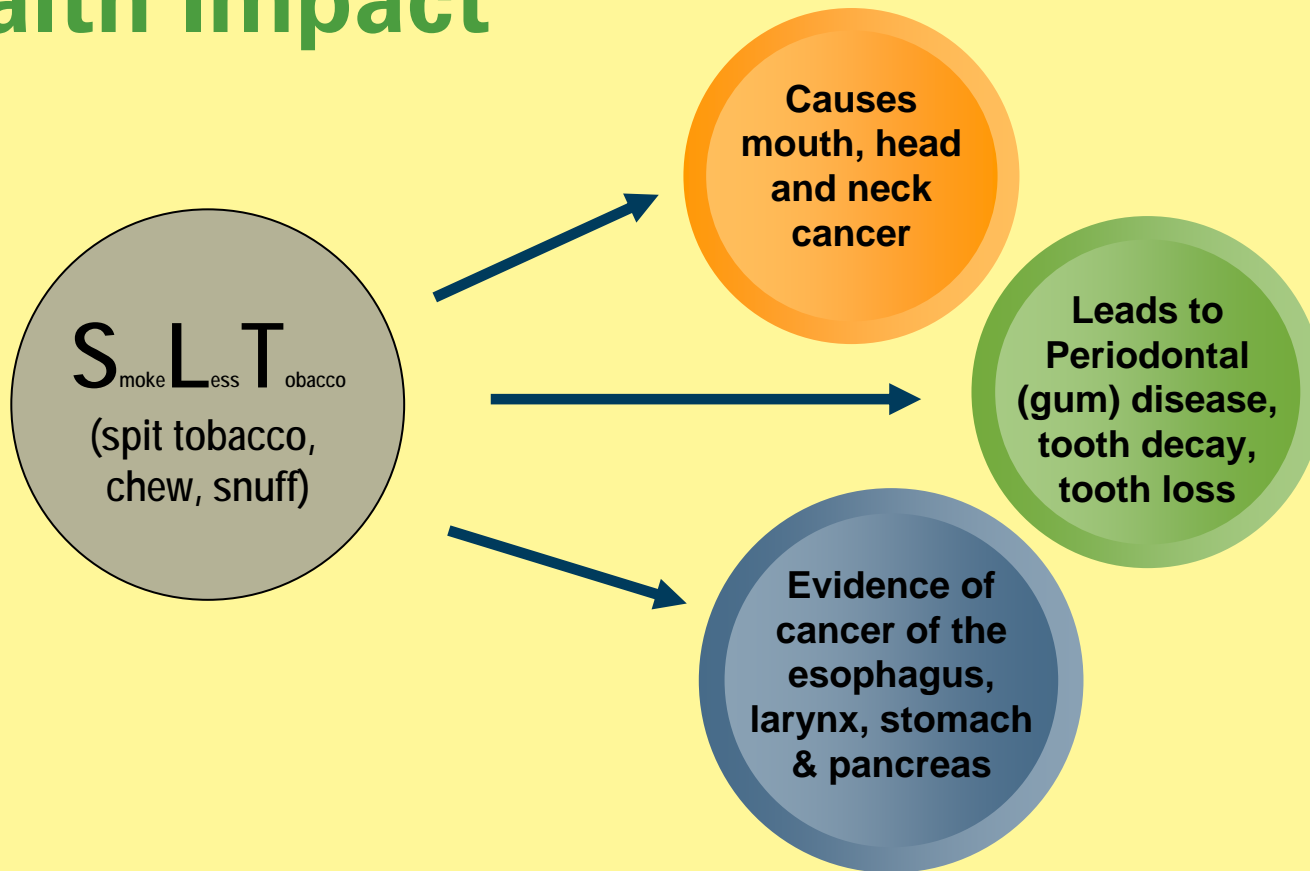 alth Impact
Causes
mouth, head
and neck
cancer
SmokeLessTobacco
(spit tobacco,
chew, snuff)
Leads to
Periodontal
(gum) disease,
tooth decay,
tooth loss
Evidence of
cancer of the
esophagus,
larynx, stomach
& pancreas